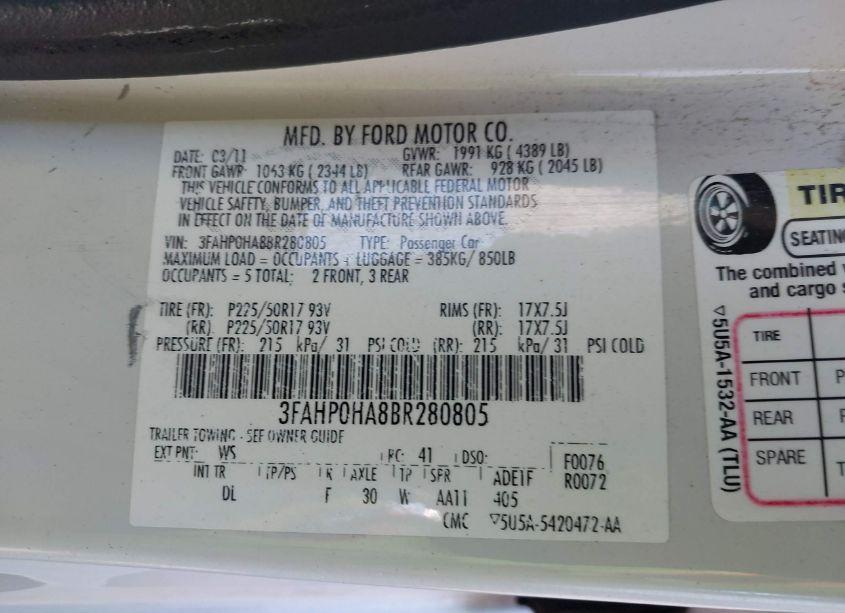 MFD. BY FORD MOTOR CO.
DATE: 03/11 GVWR: 1991 KG ( 4389 LB)
FRONT GAWR: 1063 KG ( 2344 LB) REAR GAWR: 928 KG ( 2045 LB)
THIS VEHICLE CONFORMS TO ALL APPLICABLE FEDERAL MOTOR
VEHICLE SAFETY, BUMPER, AND THEFT PREVENTION STANDARDS
IN EFFECT ON THE DATE OF MANUFACTURE SHOWN ABOVE.
VIN: 3FAHP0HA8BR280805 TYPE: Passenger Car
MAXIMUM LOAD = OCCUPANTS + LUGGAGE = 385KG/ 850LB
OCCUPANTS = 5 TOTAL: 2 FRONT, 3 REAR
TIRE (FR): P225/50R17 93V RIMS (FR): 17X7.5J
(RR) P225/50R17 93V (RR): 17X7.5J
PRESSURE (FR): 215 kPa/ 31 PSI COLD (RR): 215 kPa/ 31 PSI COLD
3FAHP0HA8BR280805
TRAILER TOWING - SEE OWNER GUIDE
EXT PNT: WS RC: 41 DSO: F0076
INT TR TP/PS R AXLE TR SPR ADE1F R0072
DL F 30 W AA11 405
CMC ▽5U5A-5420472-AA
TIR
SEATING
The combined
and cargo s
TIRE
FRONT P
REAR
SPARE
T
▽5U5A-1532-AA (TLU)